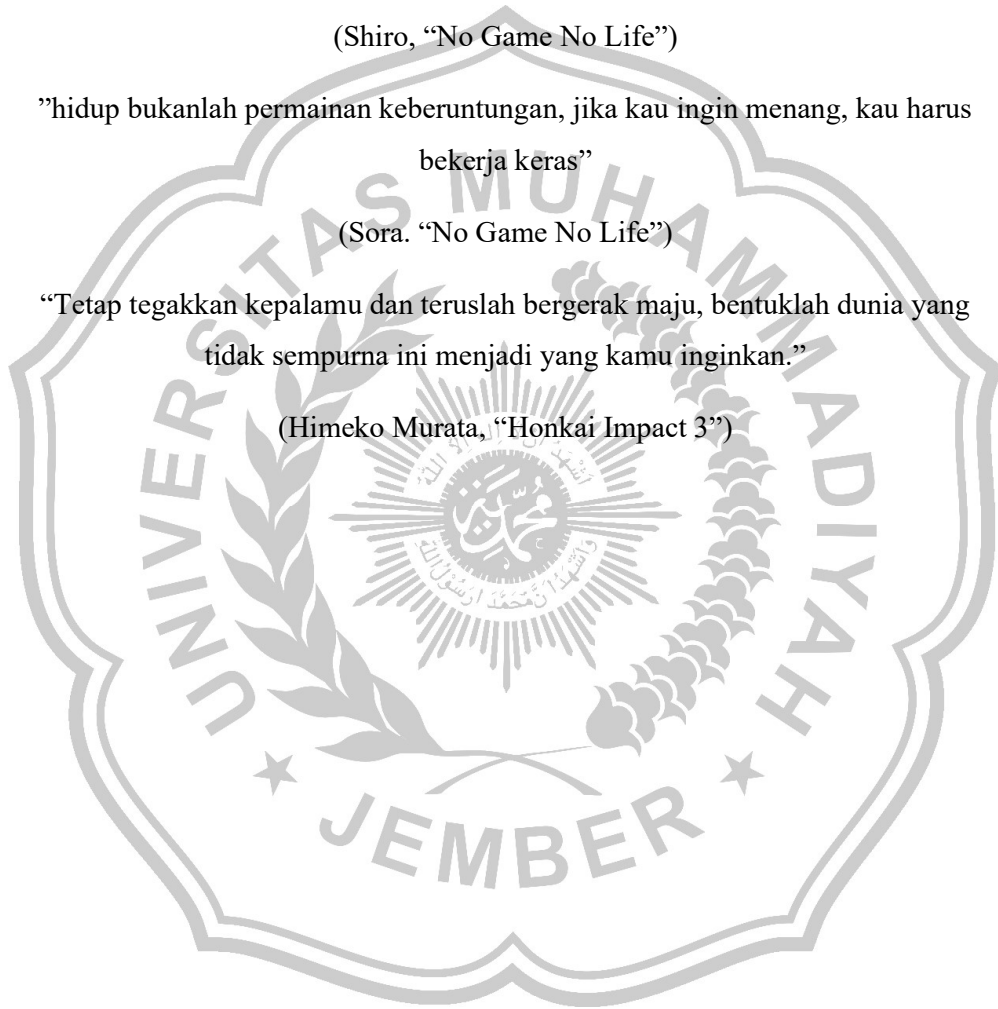 (Shiro, “No Game No Life”)
”hidup bukanlah permainan keberuntungan, jika kau ingin menang, kau harus
bekerja keras”
(Sora. “No Game No Life”)
“Tetap tegakkan kepalamu dan teruslah bergerak maju, bentuklah dunia yang
tidak sempurna ini menjadi yang kamu inginkan.”
(Himeko Murata, “Honkai Impact 3”)
UNIVERSITAS MUHAMMADIYAH
JEMBER